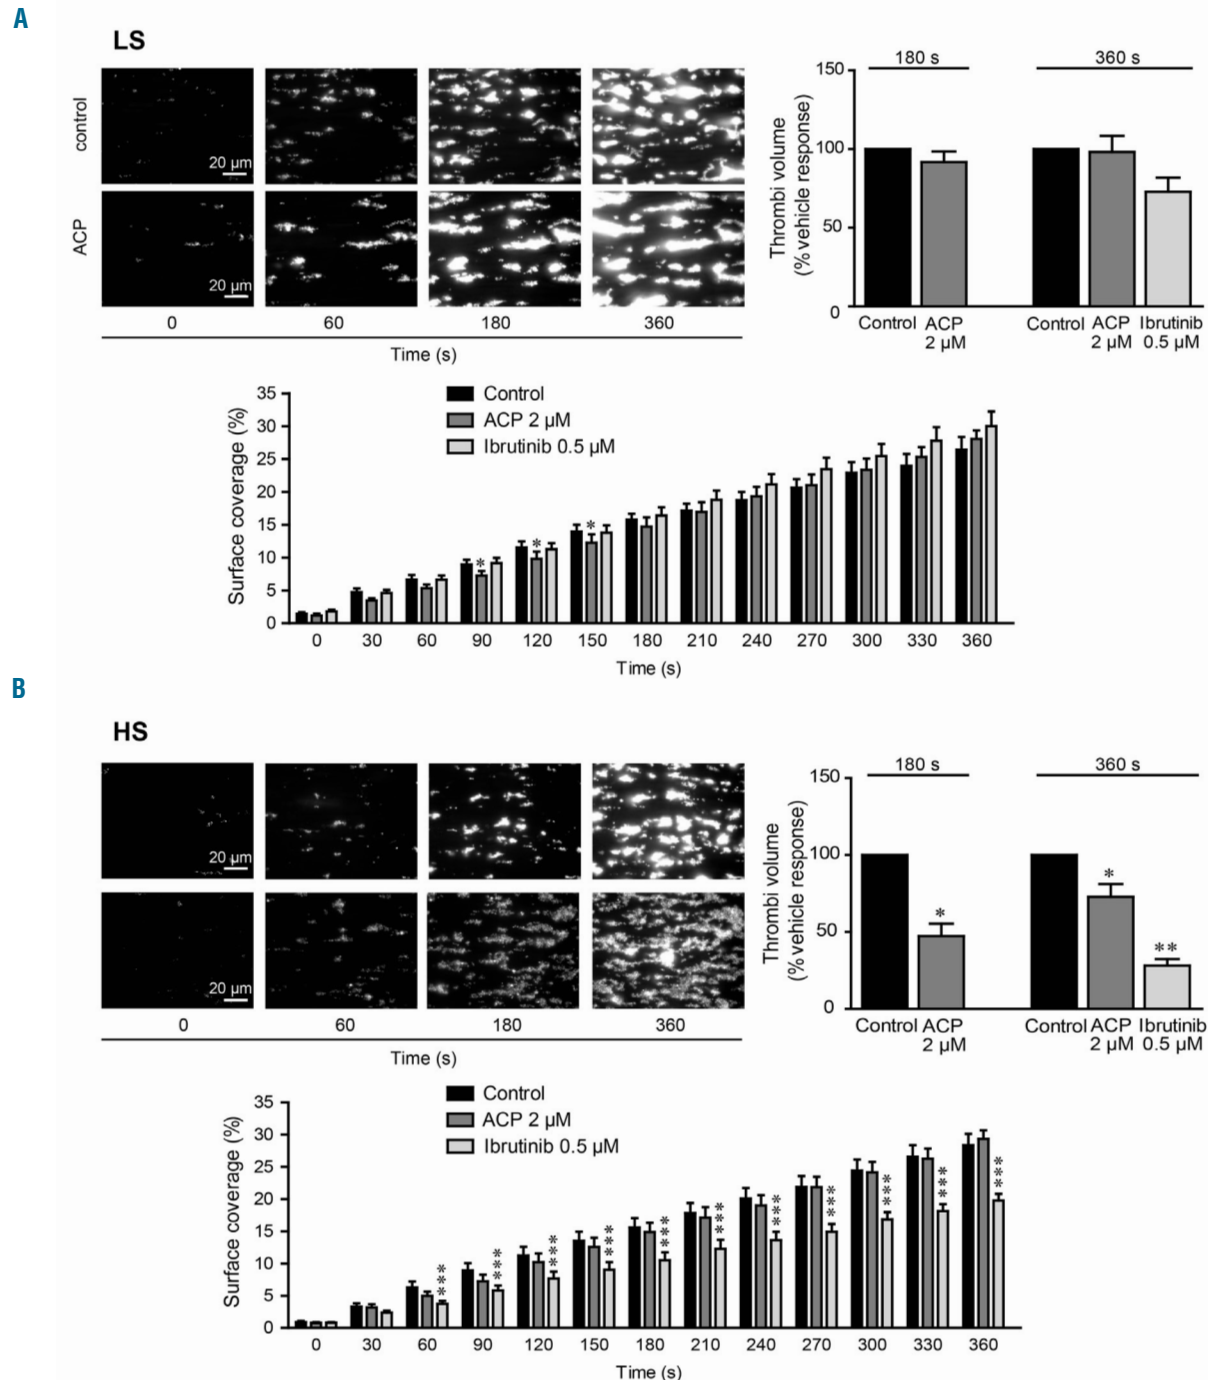 A
LS
control
20 µm
ACP
20 µm
0 60 180 360
Time (s)
180 s 360 s
150
100
50
0
Thrombi volume
(% vehicle response)
Control ACP Control ACP Ibrutinib
2 µM 2 µM 0.5 µM
Control
ACP 2 µM
Ibrutinib 0.5 µM
35
30
25
20
15
10
5
0
Surface coverage (%)
* * *
0 30 60 90 120 150 180 210 240 270 300 330 360
Time (s)
B
HS
20 µm
20 µm
0 60 180 360
Time (s)
180 s 360 s
150
100
50
0
Thrombi volume
(% vehicle response)
* * **
Control ACP Control ACP Ibrutinib
2 µM 2 µM 0.5 µM
Control
ACP 2 µM
Ibrutinib 0.5 µM
35
30
25
20
15
10
5
0
Surface coverage (%)
*** *** *** *** *** *** *** *** *** *** ***
0 30 60 90 120 150 180 210 240 270 300 330 360
Time (s)